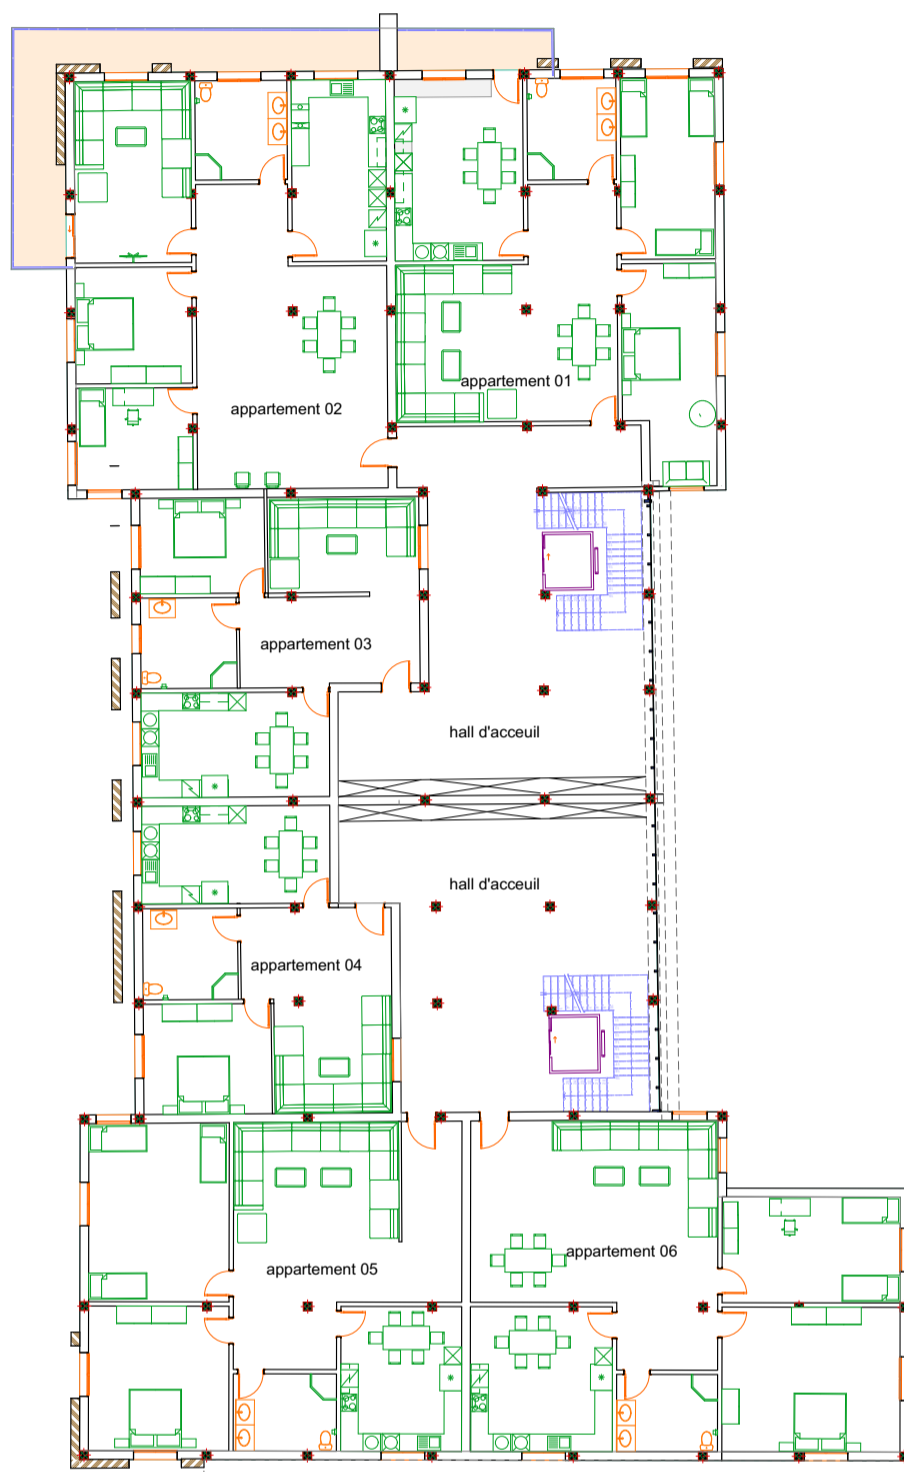 appartement 01
appartement 02
appartement 03
hall d'acceuil
hall d'acceuil
appartement 04
appartement 06
appartement 05